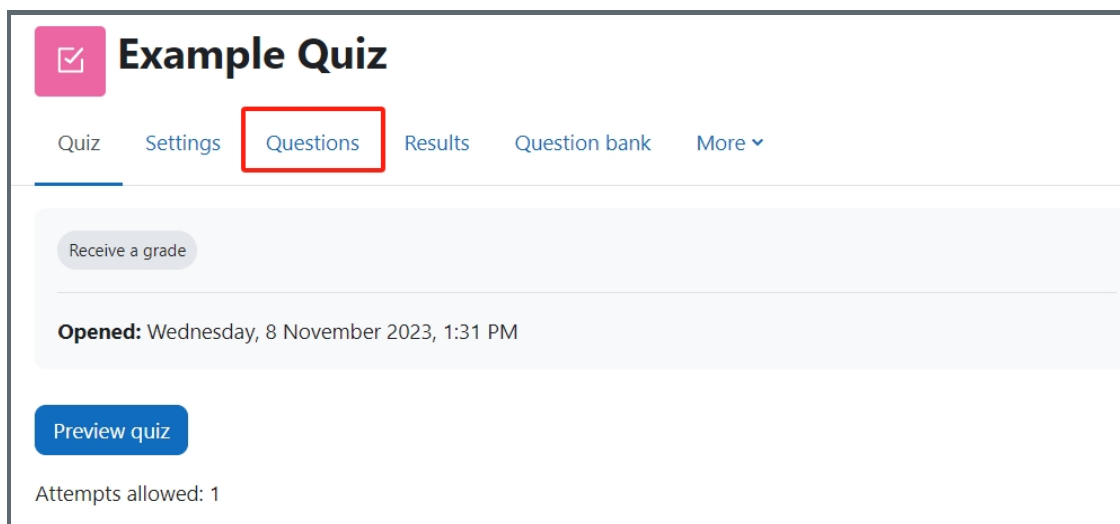 Example Quiz
Quiz Settings Questions Results Question bank More
Receive a grade
Opened: Wednesday, 8 November 2023, 1:31 PM
Preview quiz
Attempts allowed: 1